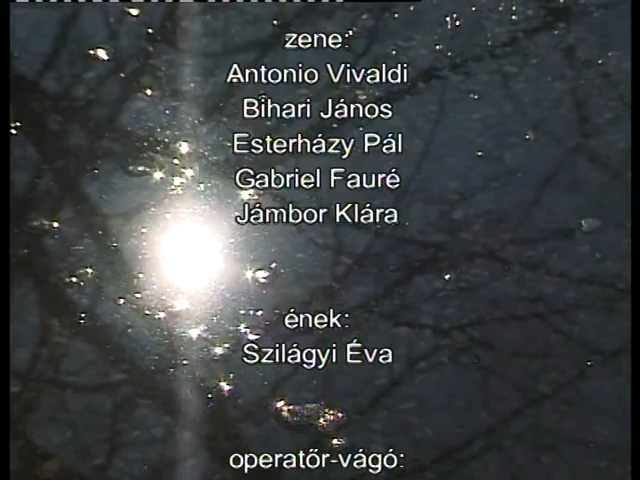 zene:
Antonio Vivaldi
Bihari János
Esterházy Pál
Gabriel Fauré
Jámbor Klára
ének:
Szilágyi Éva
operatőr-vágó: